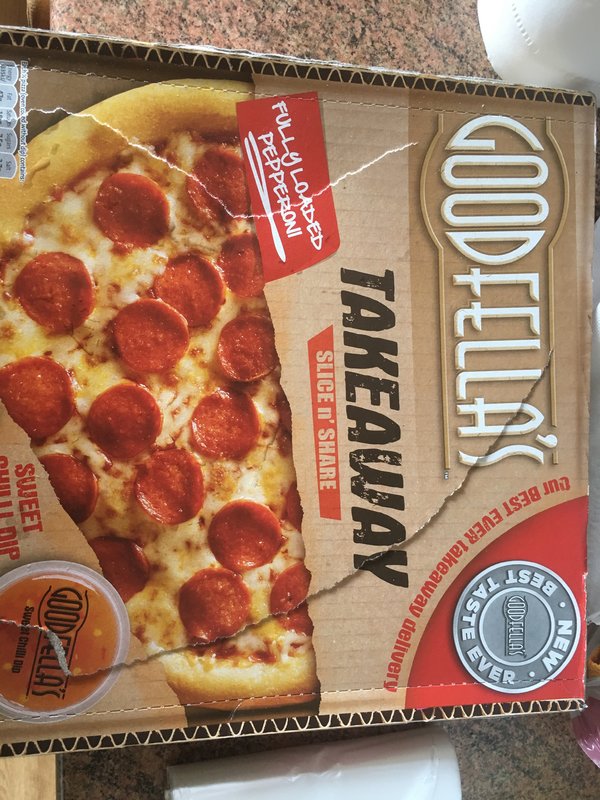 GOODFELLA'S
TAKEAWAY
SLICE n' SHARE
FULLY LOADED
PEPPERONI
our BEST EVER takeaway delivery
NEW • BEST TASTE EVER •
GOODFELLA'S
SWEET
CHILLI DIP
GOODFELLA'S
Sweet Chilli Dip